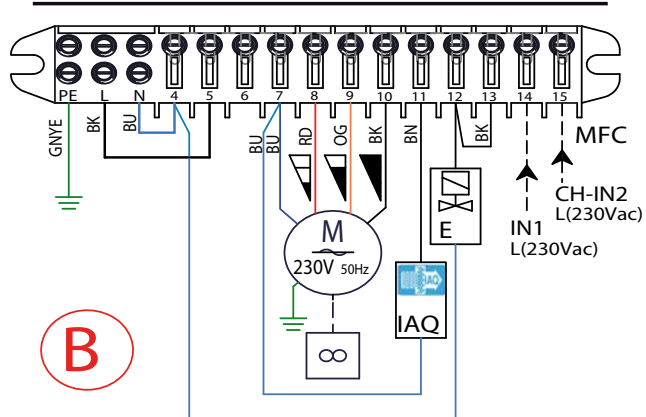 PE L N 4 5 6 7 8 9 10 11 12 13 14 15
MFC
GNYE BK BU BU BU RD OG BK BN BK
CH-IN2
L(230Vac)
IN1
L(230Vac)
E
M
230V 50Hz
IAQ
IAQ
B